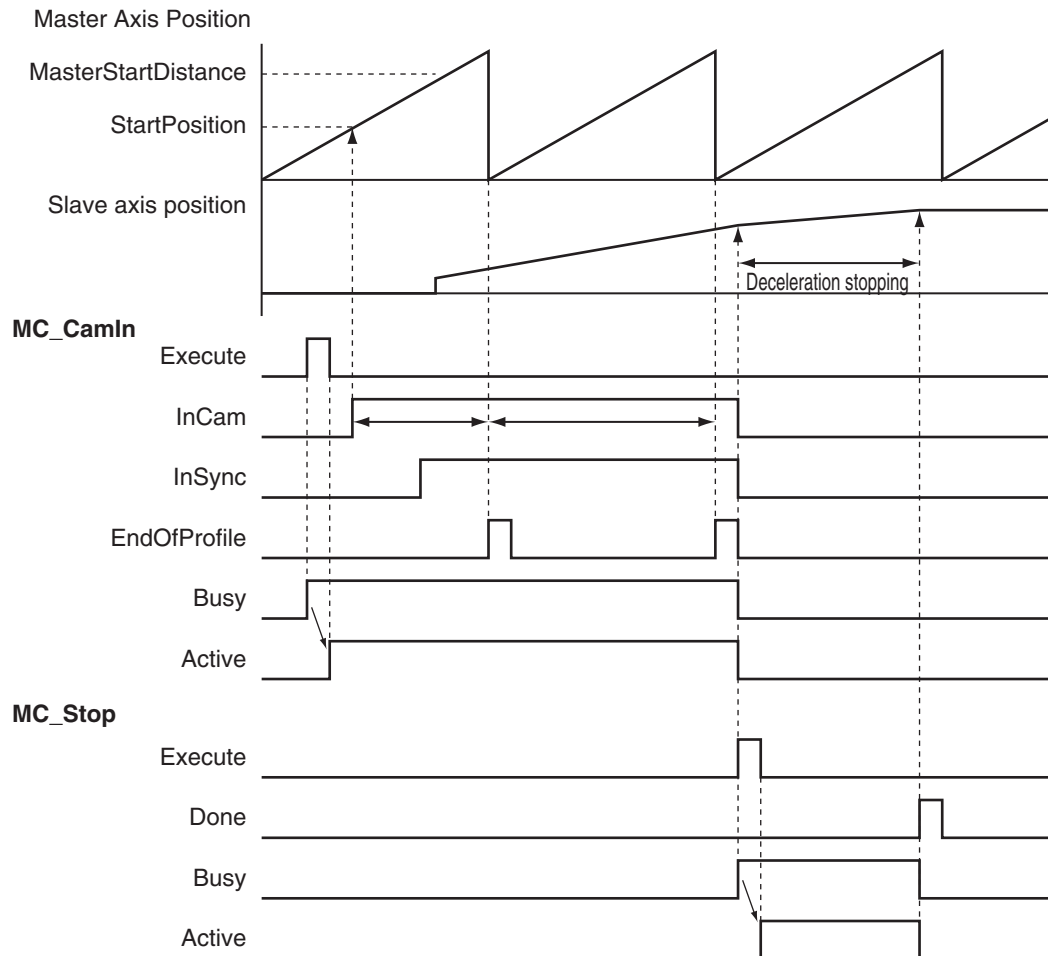 Master Axis Position
MasterStartDistance
StartPosition
Slave axis position
Deceleration stopping
MC_CamIn
Execute
InCam
InSync
EndOfProfile
Busy
Active
MC_Stop
Execute
Done
Busy
Active